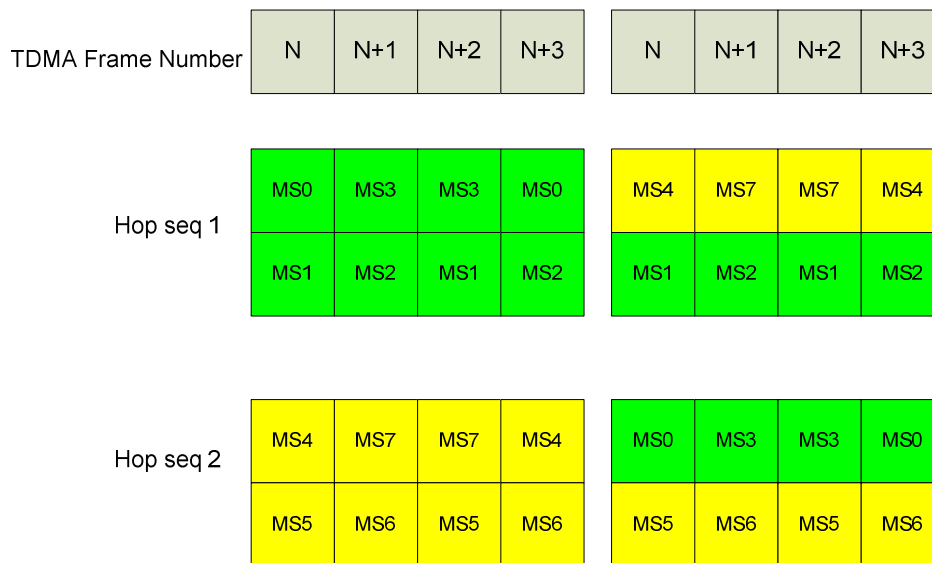 TDMA Frame Number N N+1 N+2 N+3 N N+1 N+2 N+3
Hop seq 1
MS0 MS3 MS3 MS0 MS4 MS7 MS7 MS4
MS1 MS2 MS1 MS2 MS1 MS2 MS1 MS2
Hop seq 2
MS4 MS7 MS7 MS4 MS0 MS3 MS3 MS0
MS5 MS6 MS5 MS6 MS5 MS6 MS5 MS6